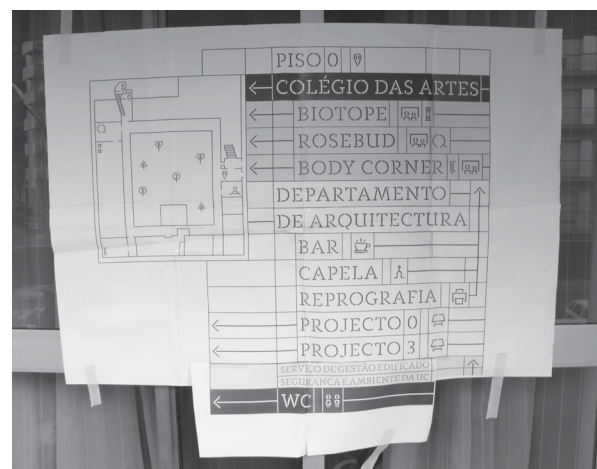 PISO 0
COLÉGIO DAS ARTES
BIOTOPE
ROSEBUD
BODY CORNER
DEPARTAMENTO
DE ARQUITECTURA
BAR
CAPELA
REPROGRAFIA
PROJECTO 0
PROJECTO 3
SERVIÇO DE GESTÃO EDIFICADO
SEGURANÇA E AMBIENTE DA UC
WC